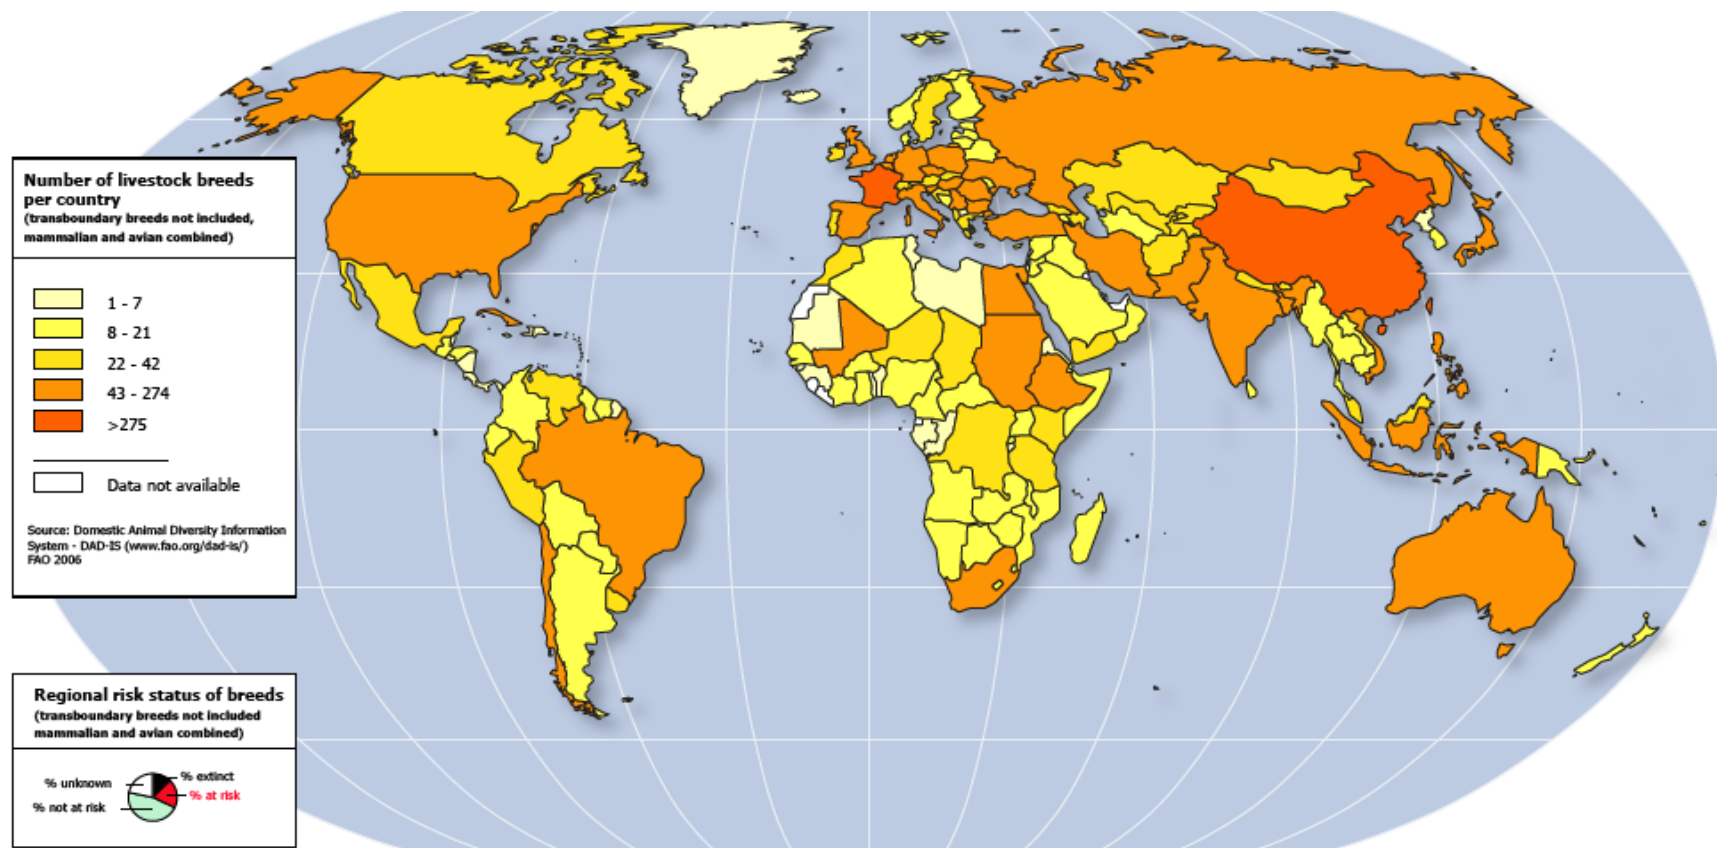 Number of livestock breeds
per country
(transboundary breeds not included,
mammalian and avian combined)
1 - 7
8 - 21
22 - 42
43 - 274
>275
Data not available
Source: Domestic Animal Diversity Information
System - DAD-IS (www.fao.org/dad-is/)
FAO 2006
Regional risk status of breeds
(transboundary breeds not included
mammalian and avian combined)
% unknown
% extinct
% at risk
% not at risk